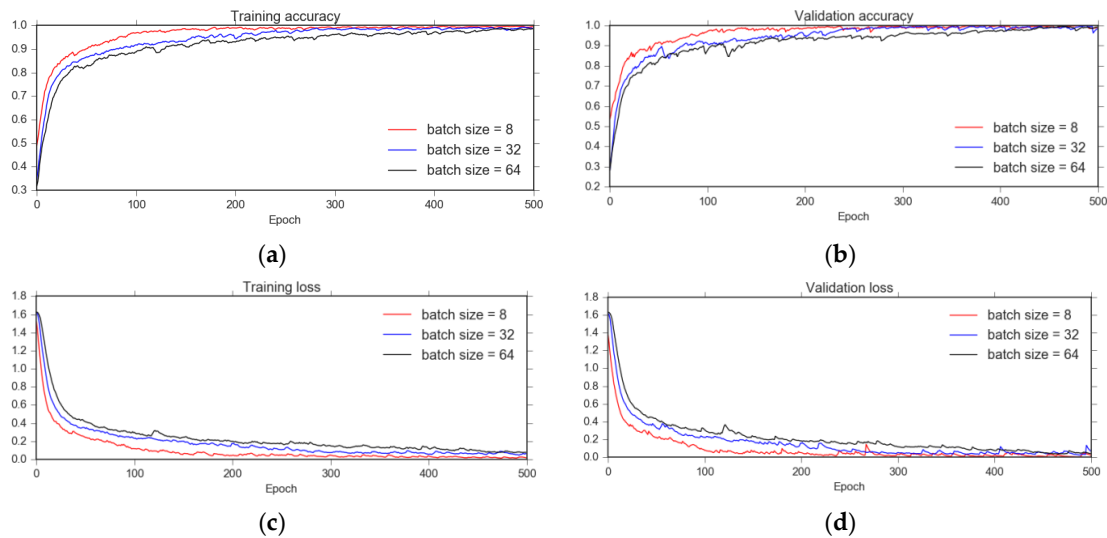 Training accuracy
1.0
0.9
0.8
0.7
0.6
0.5
0.4
0.3
batch size = 8
batch size = 32
batch size = 64
0 100 200 300 400 500
Epoch
(a)
Validation accuracy
1.0
0.9
0.8
0.7
0.6
0.5
0.4
0.3
0.2
batch size = 8
batch size = 32
batch size = 64
0 100 200 300 400 500
Epoch
(b)
Training loss
1.8
1.6
1.4
1.2
1.0
0.8
0.6
0.4
0.2
0.0
batch size = 8
batch size = 32
batch size = 64
0 100 200 300 400 500
Epoch
(c)
Validation loss
1.8
1.6
1.4
1.2
1.0
0.8
0.6
0.4
0.2
0.0
batch size = 8
batch size = 32
batch size = 64
0 100 200 300 400 500
Epoch
(d)